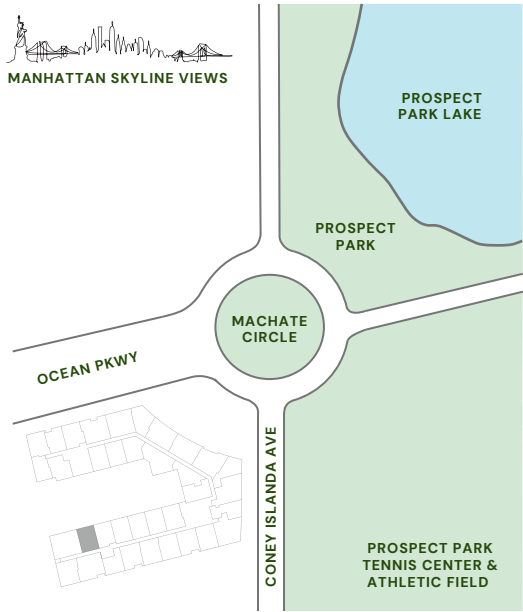 MANHATTAN SKYLINE VIEWS
PROSPECT
PARK LAKE
PROSPECT
PARK
MACHATE
CIRCLE
OCEAN PKWY
CONEY ISLANDA AVE
PROSPECT PARK
TENNIS CENTER &
ATHLETIC FIELD